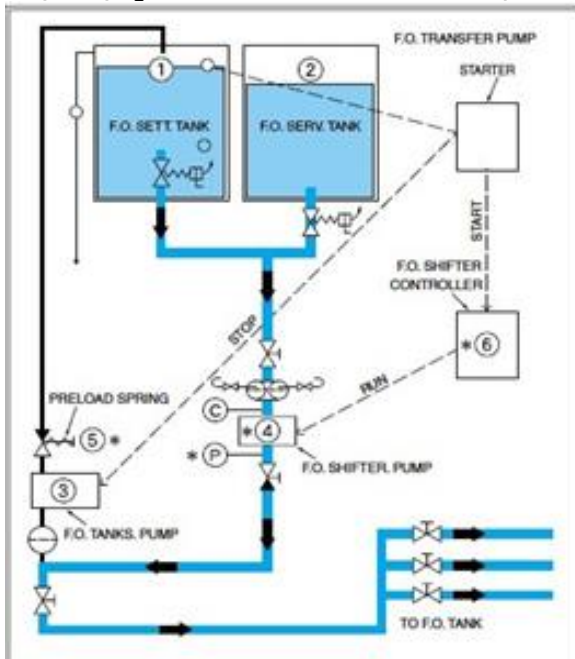 F.O. TRANSFER PUMP
STARTER
1
2
F.O. SETT. TANK
F.O. SERV. TANK
START
F.O. SHIFTER
CONTROLLER
* 6
STOP
RUN
PRELOAD SPRING
5 *
C
* 4
* P
F.O. SHIFTER. PUMP
3
F.O. TANKS. PUMP
TO F.O. TANK